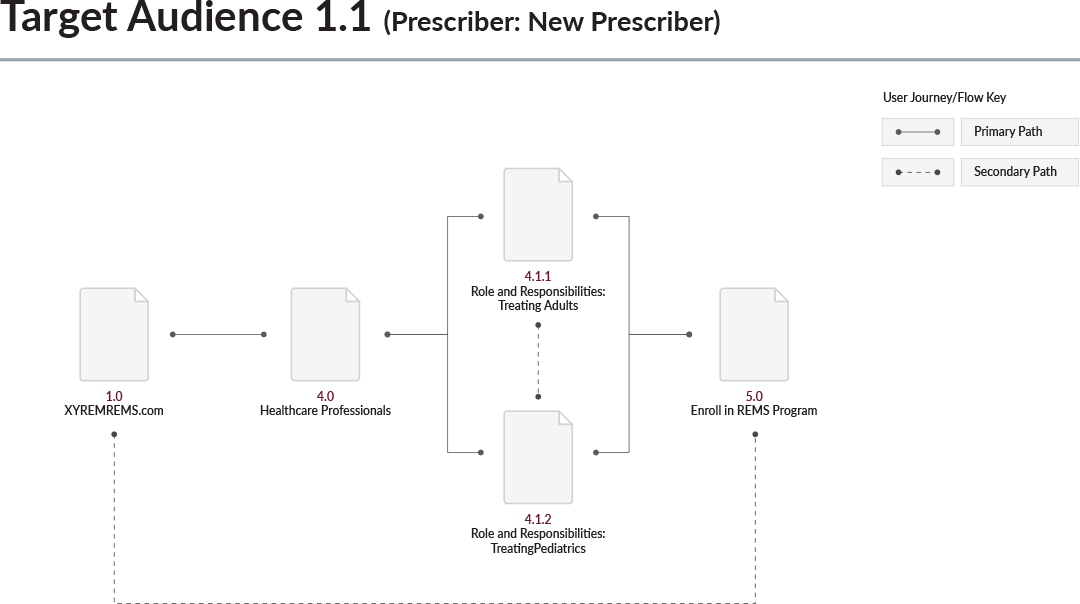 Target Audience 1.1 (Prescriber: New Prescriber)
User Journey/Flow Key
Primary Path
Secondary Path
4.1.1
Role and Responsibilities:
Treating Adults
1.0
XYREMREMS.com
4.0
Healthcare Professionals
5.0
Enroll in REMS Program
4.1.2
Role and Responsibilities:
TreatingPediatrics